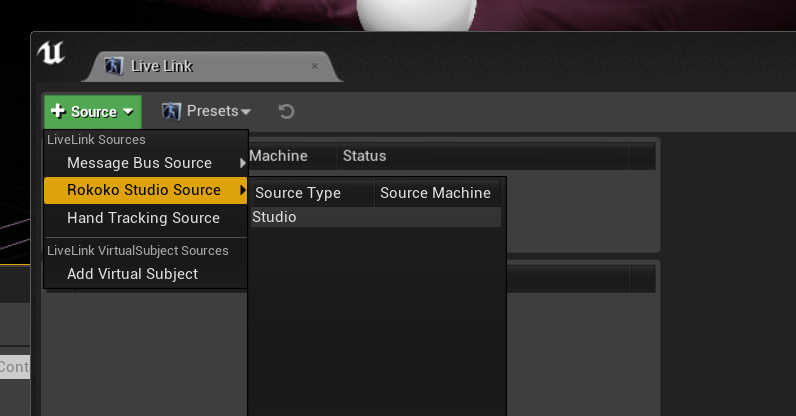 Live Link
Source Presets
LiveLink Sources
Machine Status
Message Bus Source
Rokoko Studio Source
Source Type Source Machine
Hand Tracking Source
Studio
LiveLink VirtualSubject Sources
Add Virtual Subject
Cont